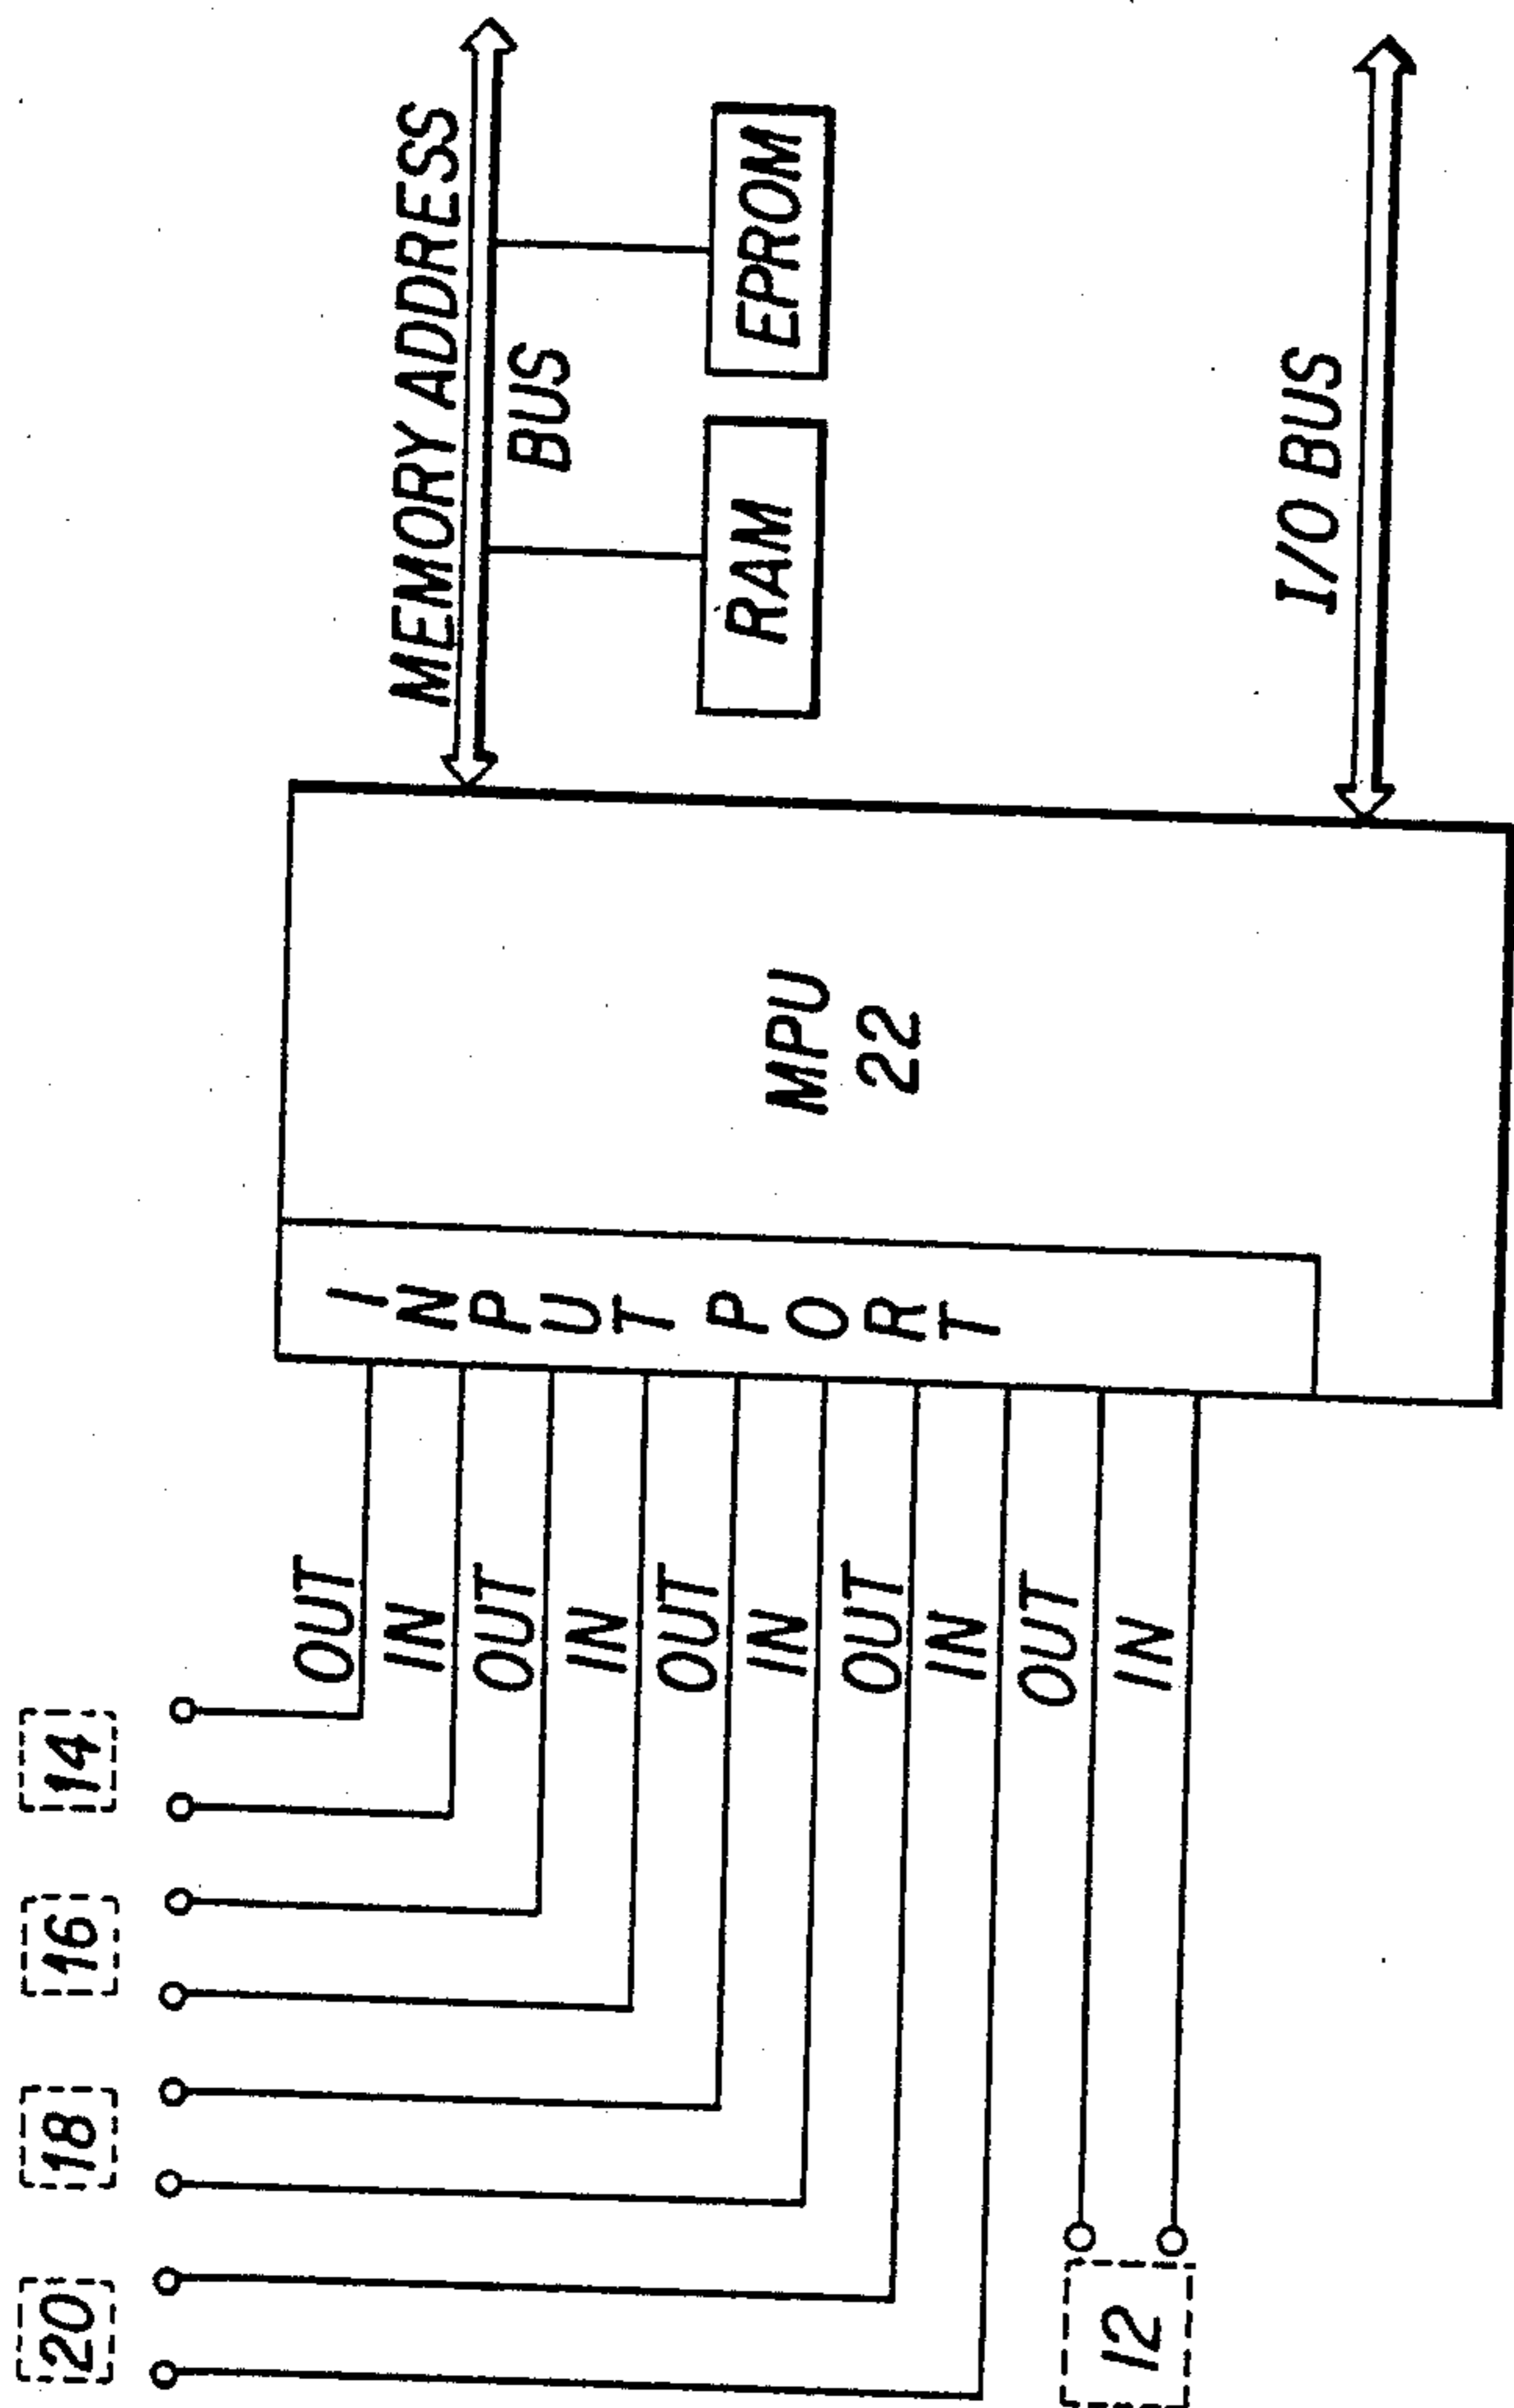 20
18
16
14
12
OUT
IN
OUT
IN
OUT
IN
OUT
IN
OUT
IN
INPUT PORT
MPU
22
MEMORY ADDRESS
BUS
RAM
EPROM
I/O BUS